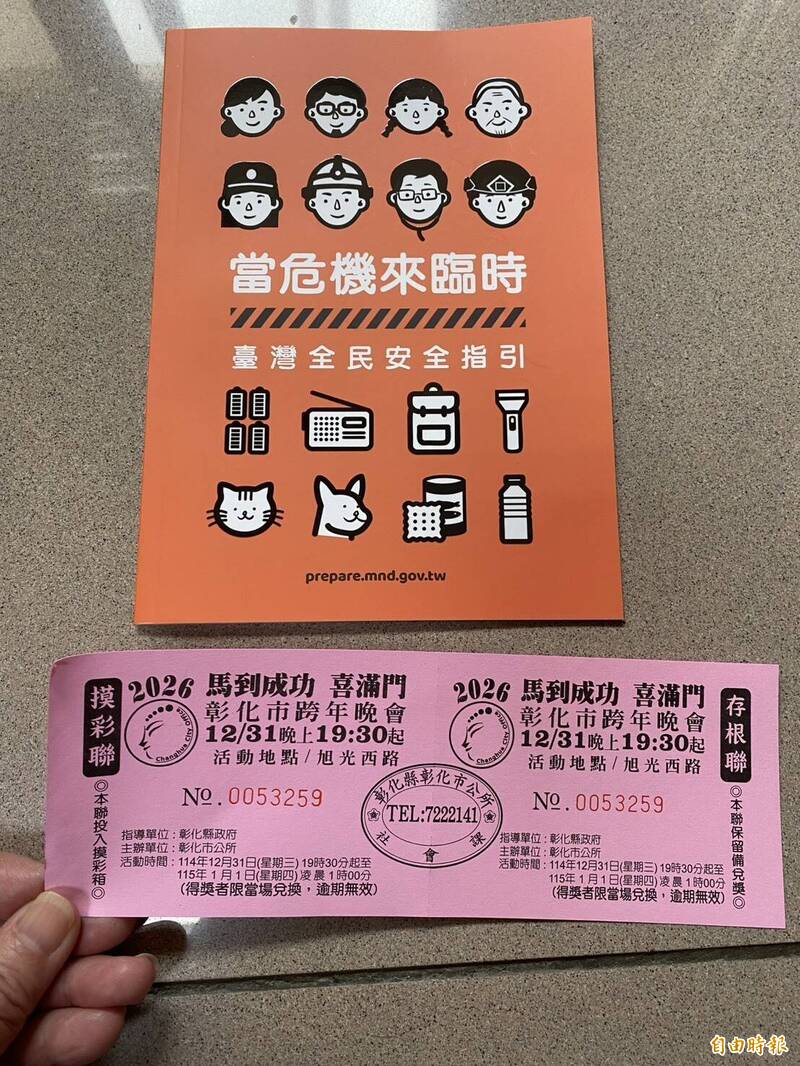 當危機來臨時
臺灣全民安全指引
prepare.mnd.gov.tw
摸彩聯
◎本聯投入摸彩箱◎
2026 馬到成功 喜滿門
彰化市跨年晚會
12/31晚上19:30起
活動地點/旭光西路
Changhua City Office
No. 0053259
指導單位:彰化縣政府
主辦單位:彰化市公所
活動時間:114年12月31日(星期三)19時30分起至
115年1月1日(星期四)凌晨1時00分
(得獎者限當場兌換,逾期無效)
彰化縣彰化市公所
TEL:7222141
社會課
2026 馬到成功 喜滿門
彰化市跨年晚會
12/31晚上19:30起
活動地點/旭光西路
Changhua City Office
No. 0053259
指導單位:彰化縣政府
主辦單位:彰化市公所
活動時間:114年12月31日(星期三)19時30分起至
115年1月1日(星期四)凌晨1時00分
(得獎者限當場兌換,逾期無效)
存根聯
◎本聯保留備兌獎◎
自由時報